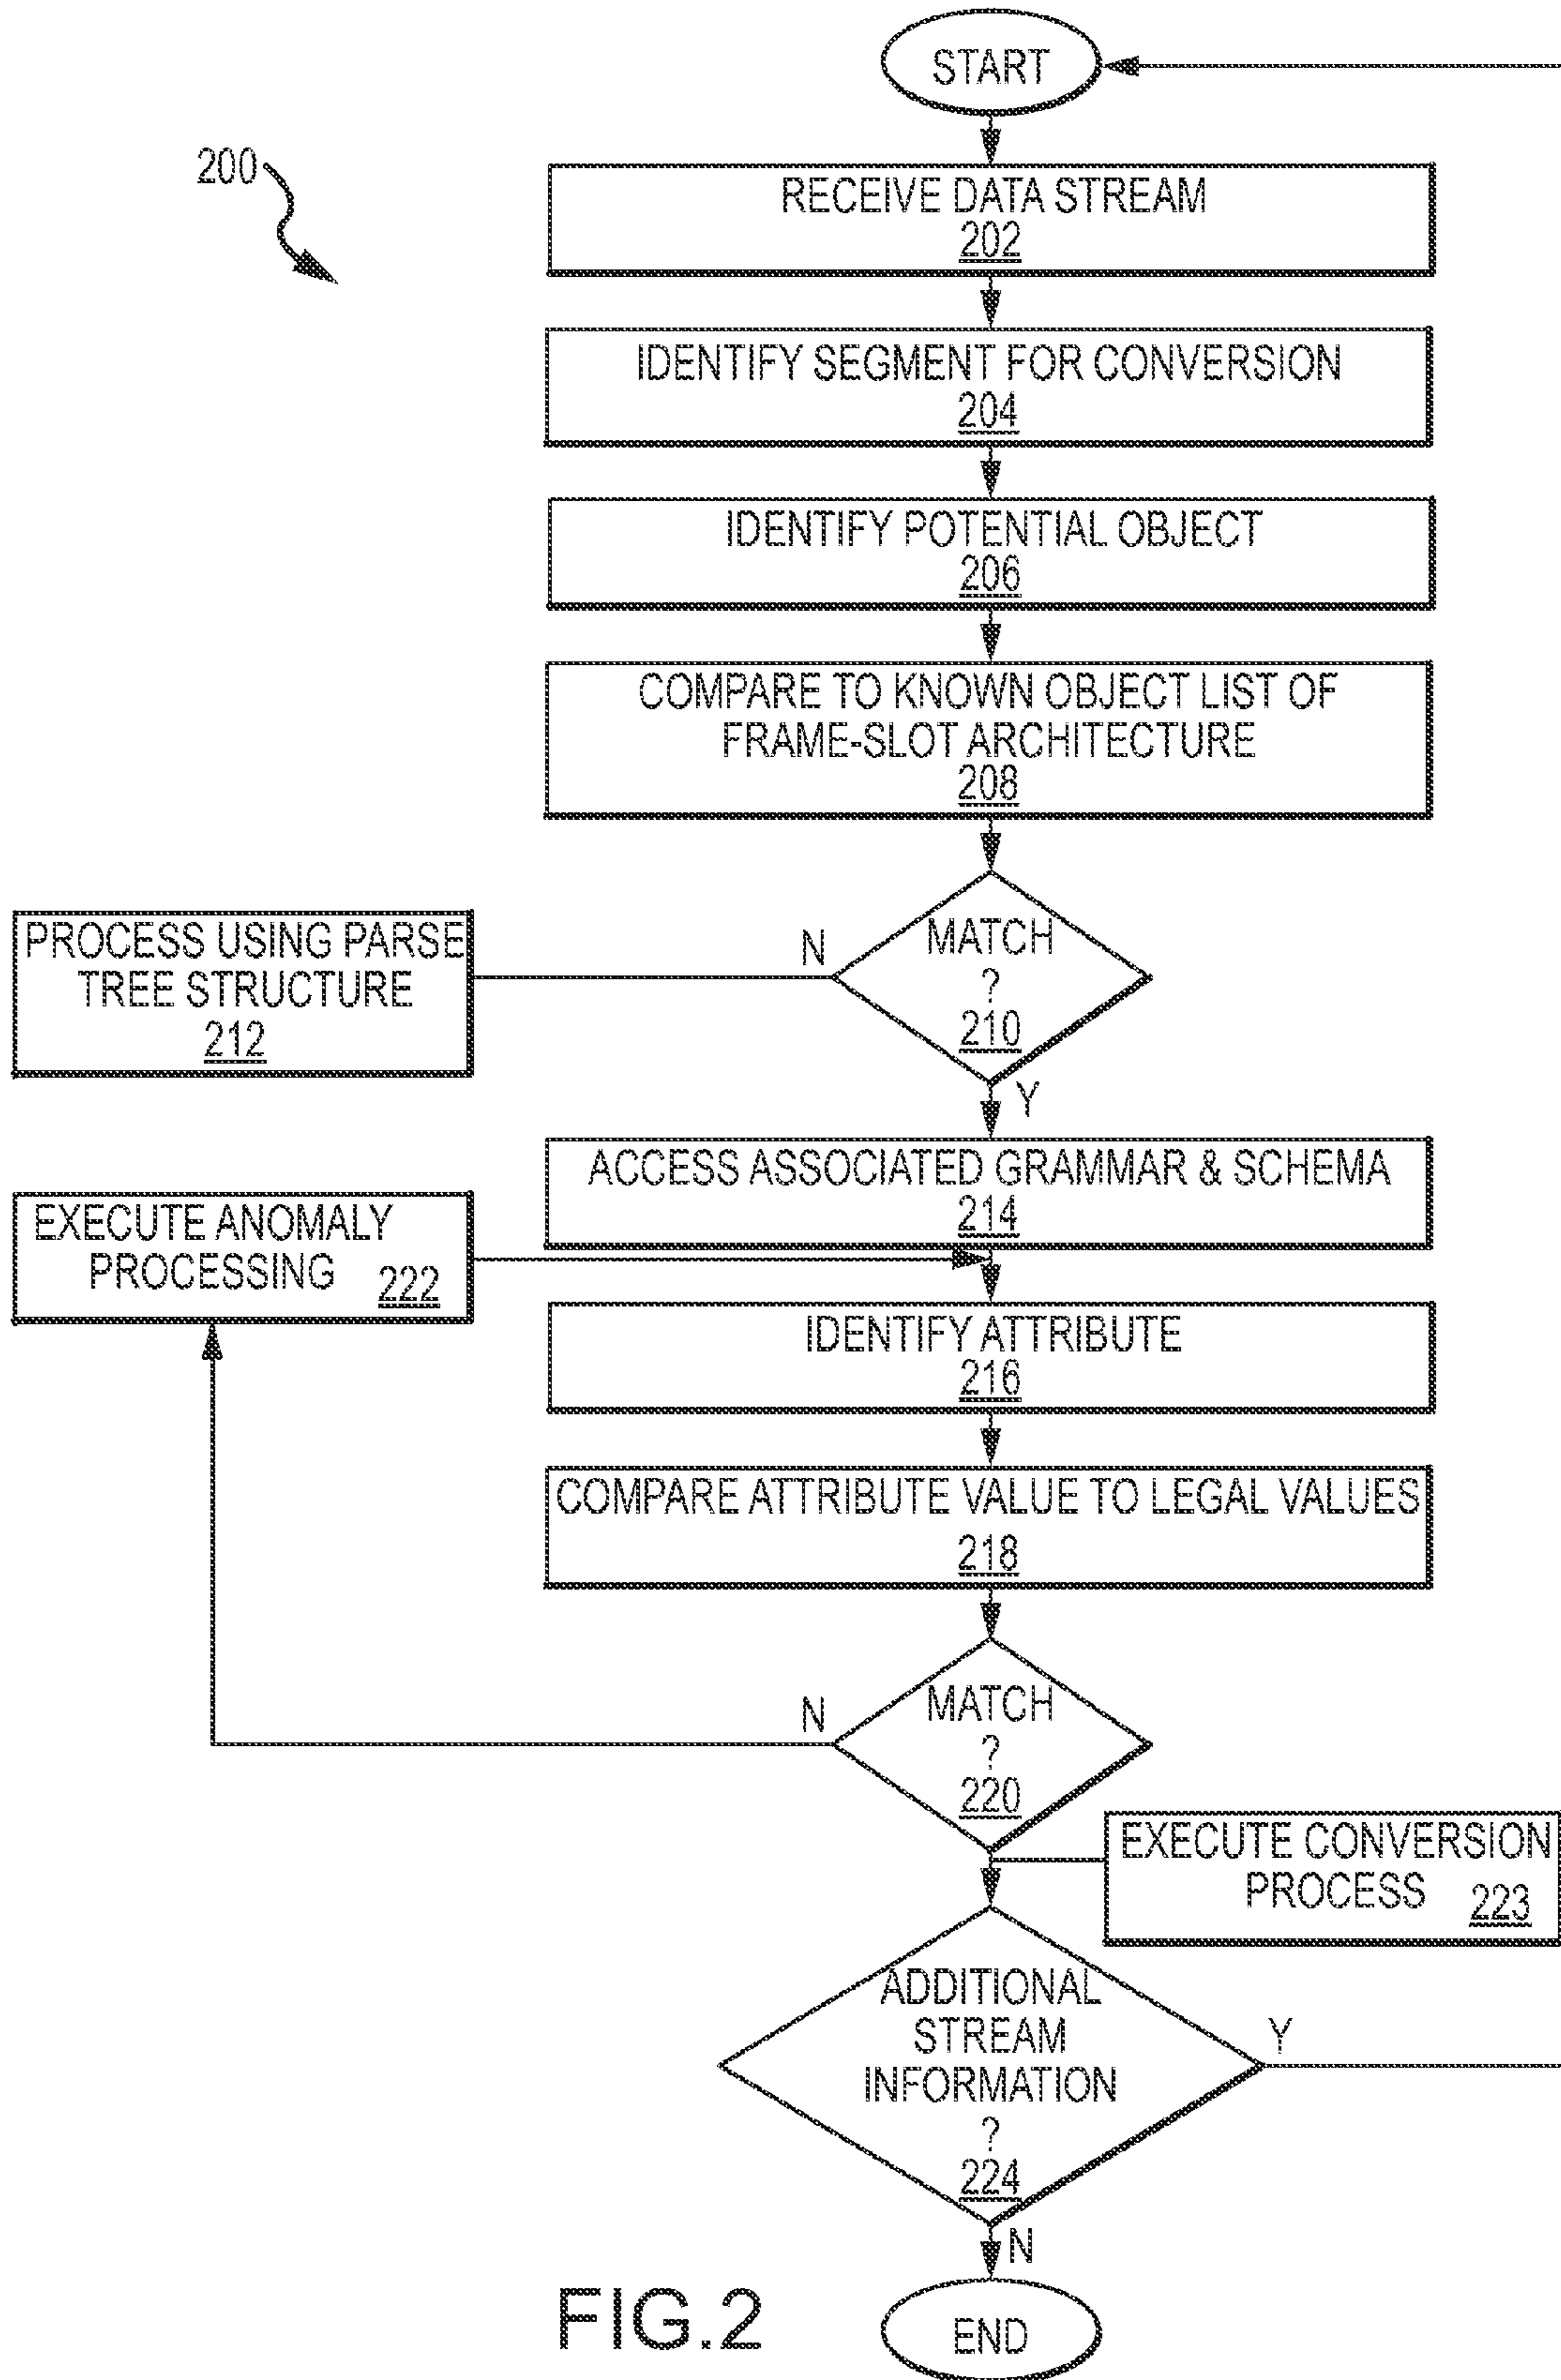 START
200
RECEIVE DATA STREAM
202
IDENTIFY SEGMENT FOR CONVERSION
204
IDENTIFY POTENTIAL OBJECT
206
COMPARE TO KNOWN OBJECT LIST OF
FRAME-SLOT ARCHITECTURE
208
PROCESS USING PARSE
TREE STRUCTURE
212
N
MATCH
?
210
Y
ACCESS ASSOCIATED GRAMMAR & SCHEMA
214
EXECUTE ANOMALY
PROCESSING 222
IDENTIFY ATTRIBUTE
216
COMPARE ATTRIBUTE VALUE TO LEGAL VALUES
218
N
MATCH
?
220
EXECUTE CONVERSION
PROCESS 223
ADDITIONAL
STREAM
INFORMATION
?
224
Y
N
END
FIG.2